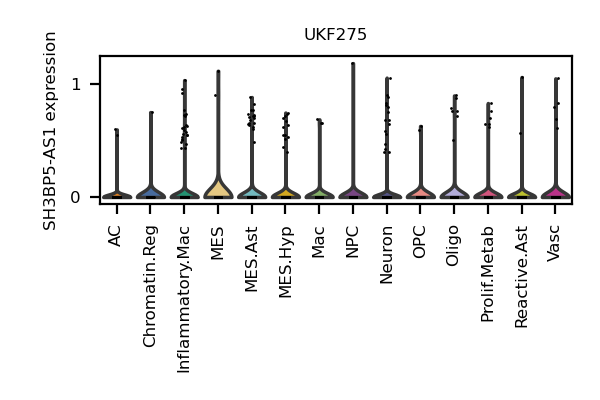 UKF275
SH3BP5-AS1 expression
1
0
AC
Chromatin.Reg
Inflammatory.Mac
MES
MES.Ast
MES.Hyp
Mac
NPC
Neuron
OPC
Oligo
Prolif.Metab
Reactive.Ast
Vasc